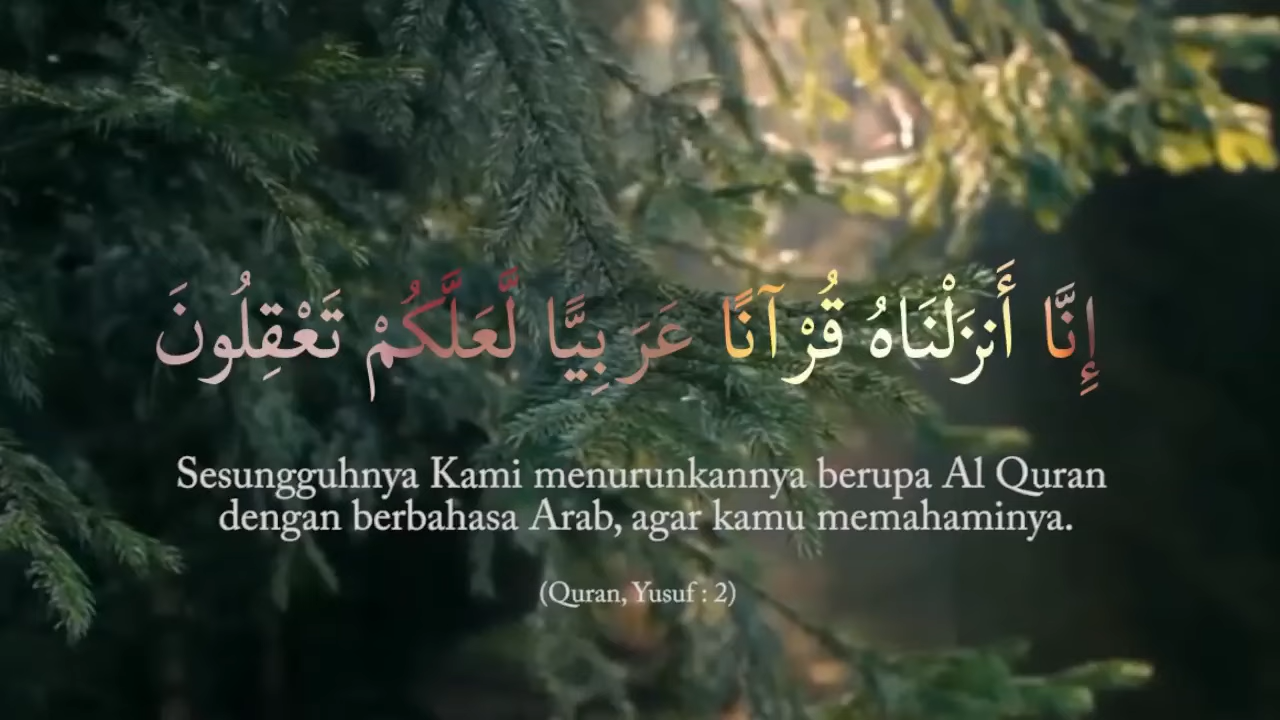 إِنَّا أَنزَلْنَاهُ قُرْآنًا عَرَبِيًّا لَّعَلَّكُمْ تَعْقِلُونَ
Sesungguhnya Kami menurunkannya berupa Al Quran
dengan berbahasa Arab, agar kamu memahaminya.
(Quran, Yusuf : 2)